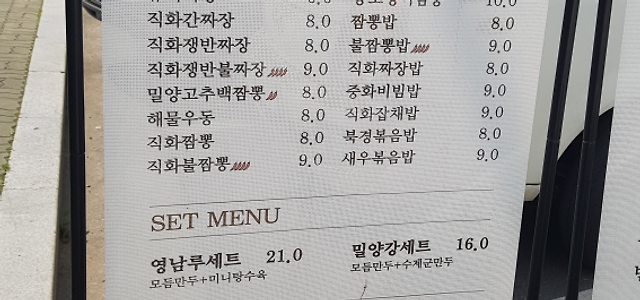 직화간짜장 8.0 짬뽕밥 8.0
직화쟁반짜장 8.0 불짬뽕밥 9.0
직화쟁반불짜장 9.0 직화짜장밥 8.0
밀양고추백짬뽕 8.0 중화비빔밥 9.0
해물우동 8.0 직화잡채밥 9.0
직화짬뽕 8.0 북경볶음밥 8.0
직화불짬뽕 9.0 새우볶음밥 9.0
SET MENU
영남루세트 21.0 밀양강세트 16.0
모듬만두+미니탕수육 모듬만두+수제군만두